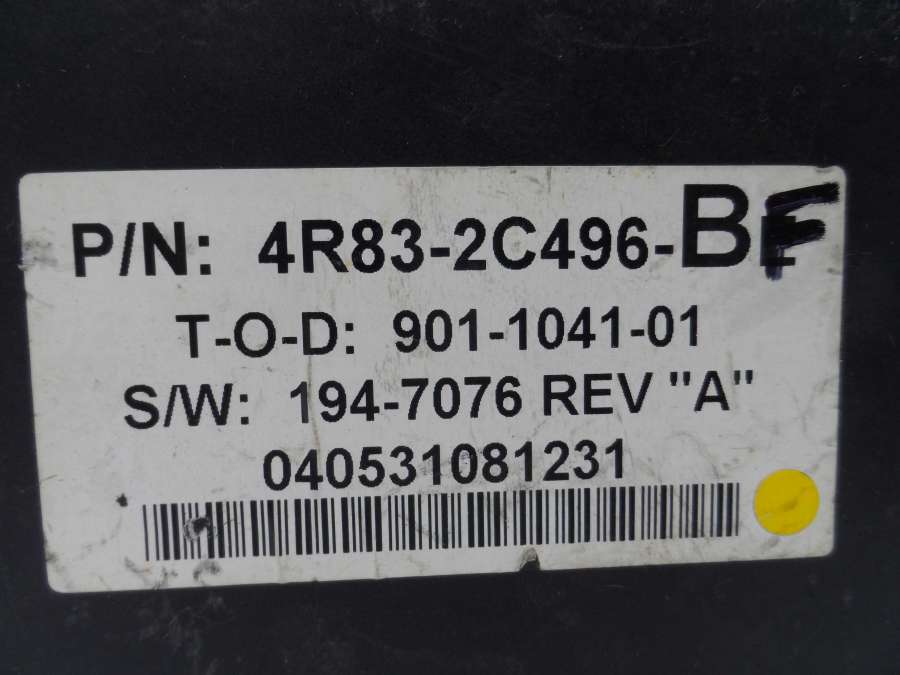 P/N: 4R83-2C496-BF
T-O-D: 901-1041-01
S/W: 194-7076 REV "A"
040531081231